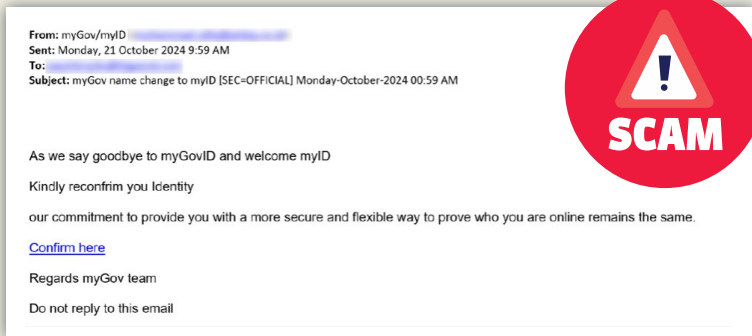 From: myGov/myID
Sent: Monday, 21 October 2024 9:59 AM
To:
Subject: myGov name change to myID [SEC=OFFICIAL] Monday-October-2024 00:59 AM
SCAM
As we say goodbye to myGovID and welcome myID
Kindly reconfrim you Identity
our commitment to provide you with a more secure and flexible way to prove who you are online remains the same.
Confirm here
Regards myGov team
Do not reply to this email